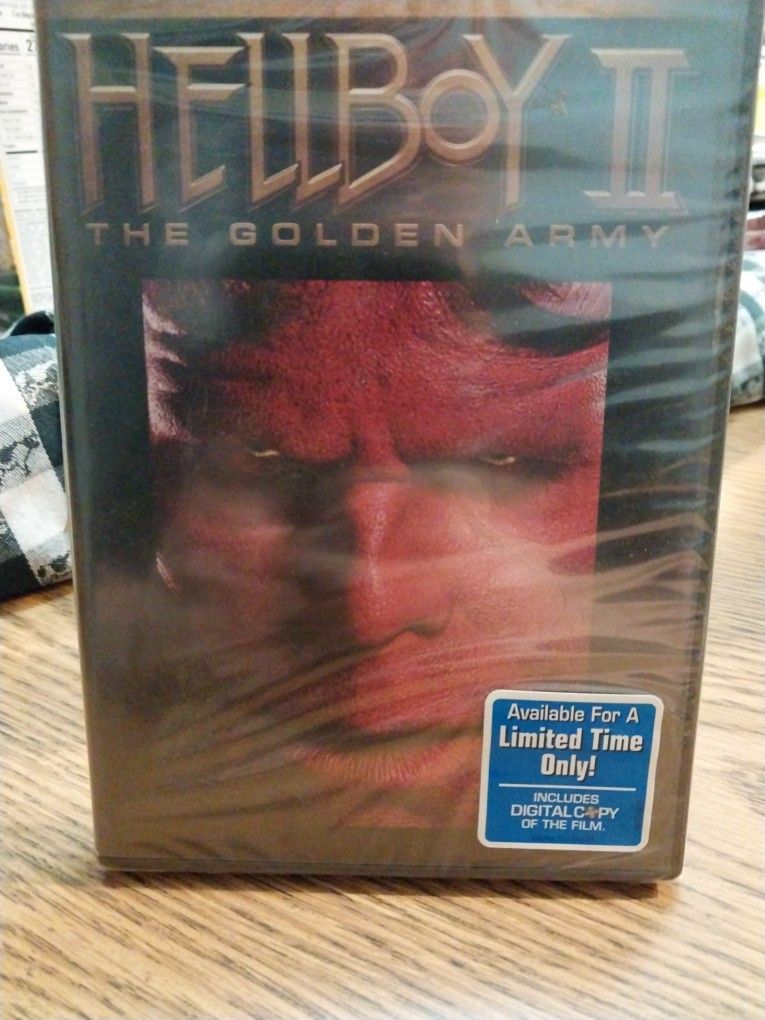 HELLBOY II
THE GOLDEN ARMY
Available For A
Limited Time
Only!
INCLUDES
DIGITAL COPY
OF THE FILM.